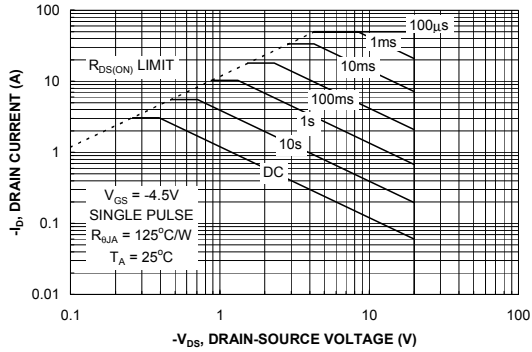 100
10
1
0.1
0.01
-I_D, DRAIN CURRENT (A)
R_DS(ON) LIMIT
100µs
1ms
10ms
100ms
1s
10s
DC
V_GS = -4.5V
SINGLE PULSE
R_θJA = 125°C/W
T_A = 25°C
0.1
1
10
100
-V_DS, DRAIN-SOURCE VOLTAGE (V)